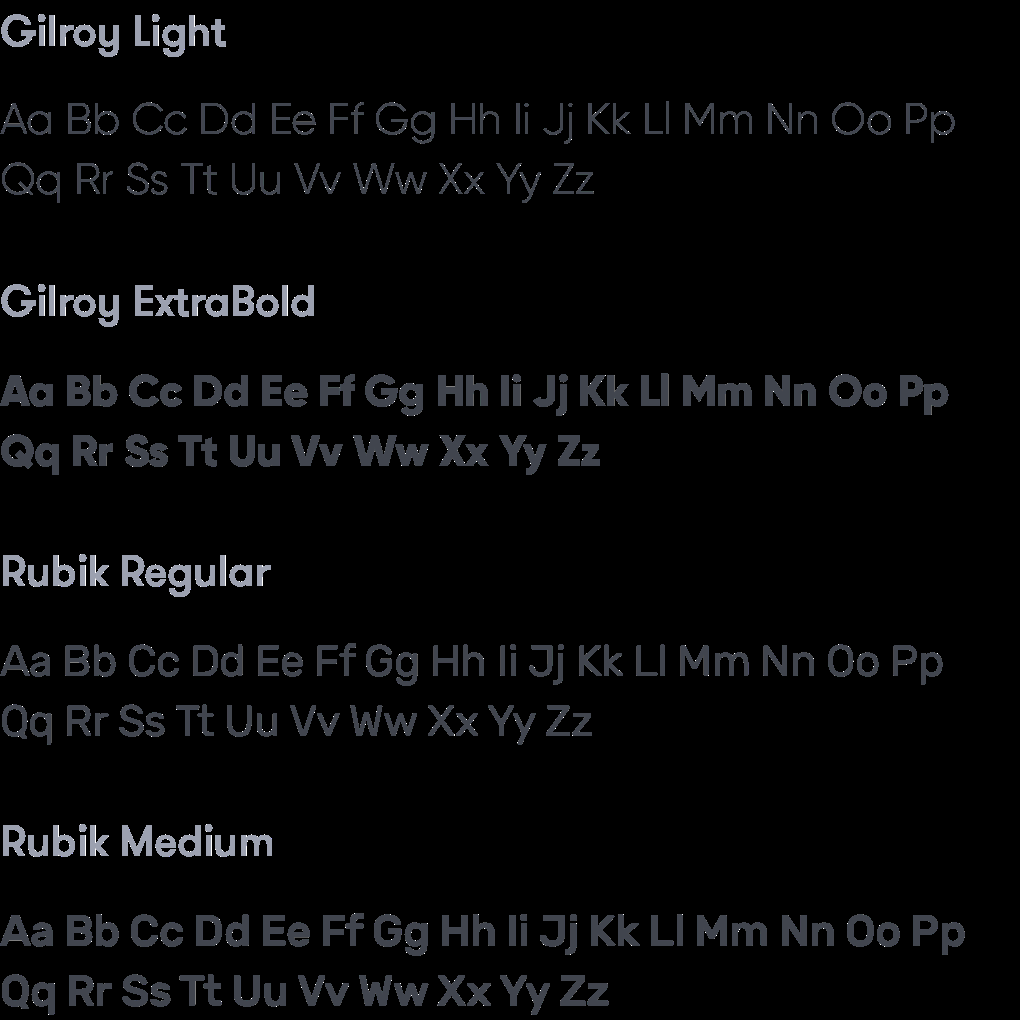 Gilroy Light
Aa Bb Cc Dd Ee Ff Gg Hh Ii Jj Kk Ll Mm Nn Oo Pp
Qq Rr Ss Tt Uu Vv Ww Xx Yy Zz
Gilroy ExtraBold
Aa Bb Cc Dd Ee Ff Gg Hh Ii Jj Kk Ll Mm Nn Oo Pp
Qq Rr Ss Tt Uu Vv Ww Xx Yy Zz
Rubik Regular
Aa Bb Cc Dd Ee Ff Gg Hh Ii Jj Kk Ll Mm Nn Oo Pp
Qq Rr Ss Tt Uu Vv Ww Xx Yy Zz
Rubik Medium
Aa Bb Cc Dd Ee Ff Gg Hh Ii Jj Kk Ll Mm Nn Oo Pp
Qq Rr Ss Tt Uu Vv Ww Xx Yy Zz